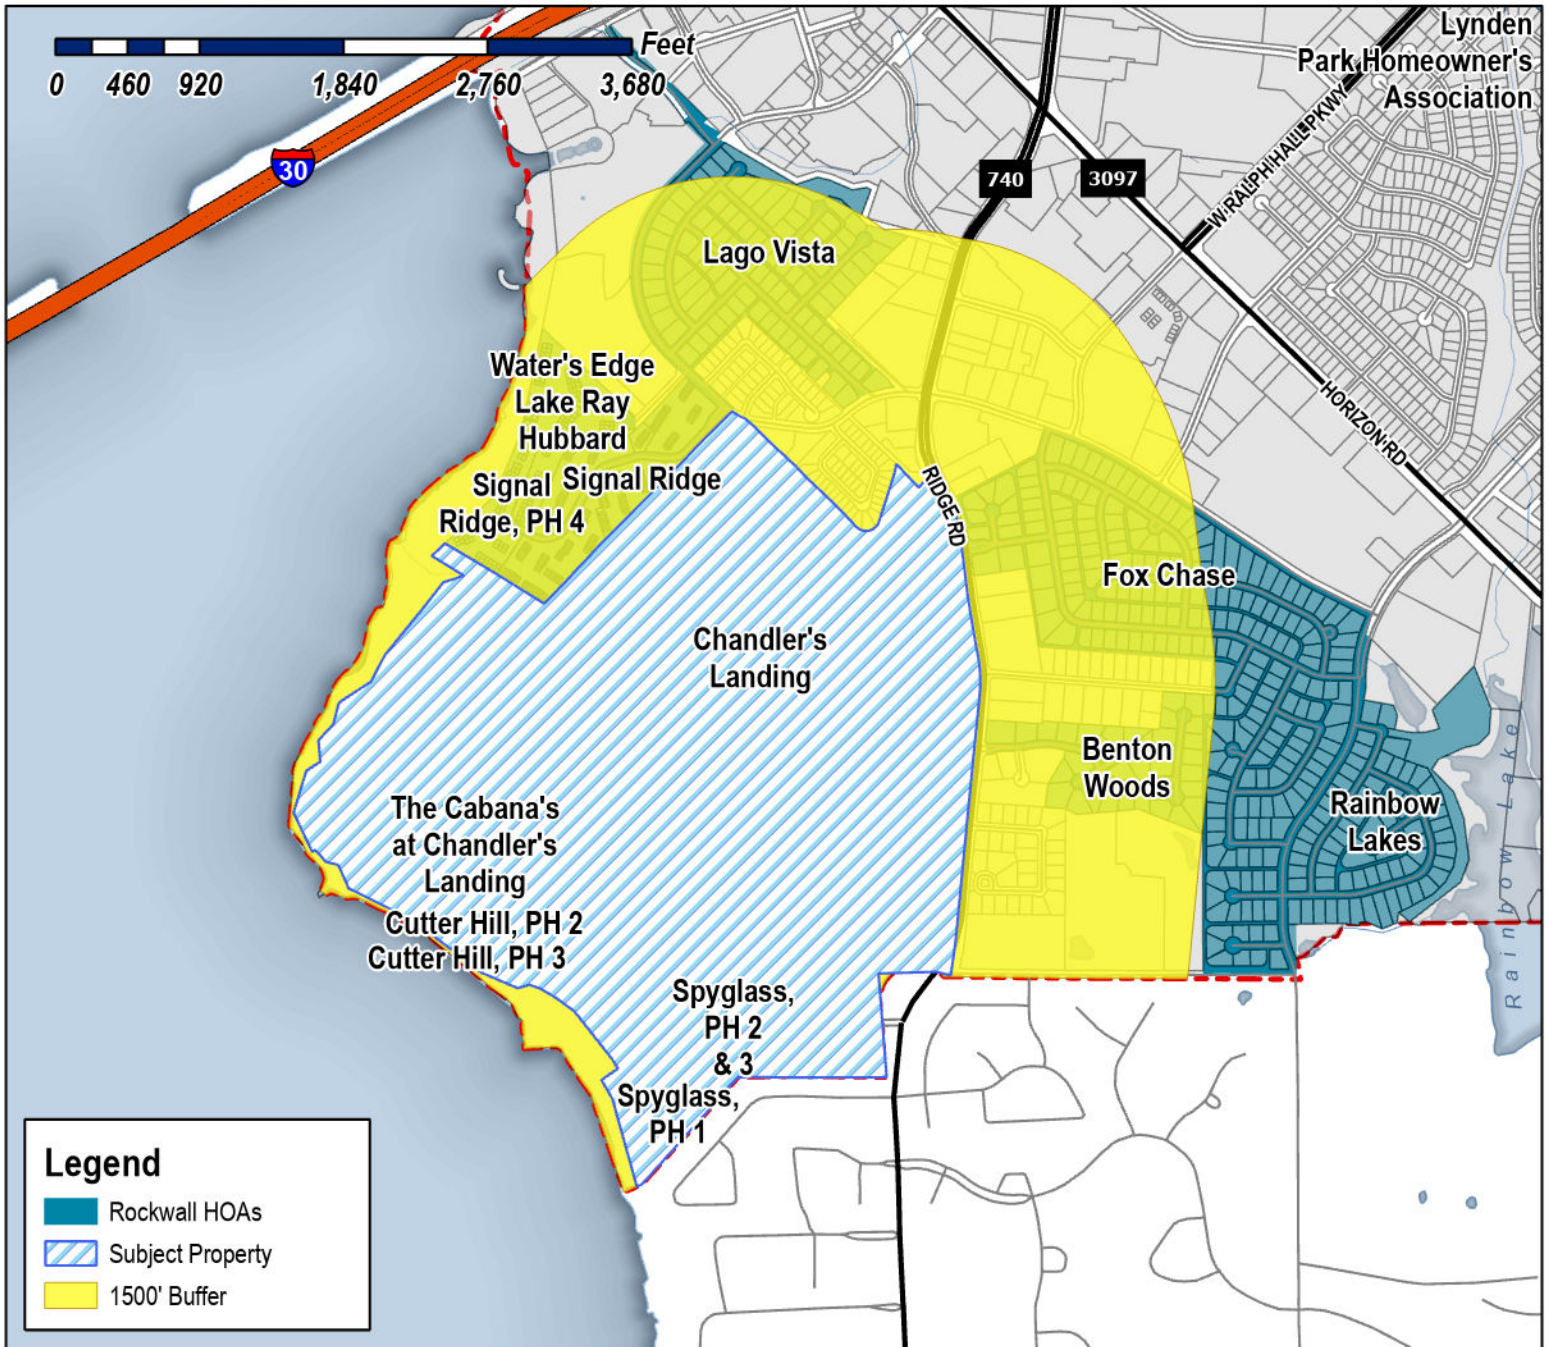 Lynden
Park Homeowner's
Association
Feet
0 460 920 1,840 2,760 3,680
30
740
3097
W RALPH HALL PKWY
Lago Vista
Water's Edge
Lake Ray
Hubbard
Signal Ridge
Signal
Ridge, PH 4
RIDGE RD
HORIZON RD
Fox Chase
Chandler's
Landing
Benton
Woods
Rainbow
Lakes
Rainbow Lake
The Cabana's
at Chandler's
Landing
Cutter Hill, PH 2
Cutter Hill, PH 3
Spyglass,
PH 2
& 3
Spyglass,
PH 1
Legend
Rockwall HOAs
Subject Property
1500' Buffer